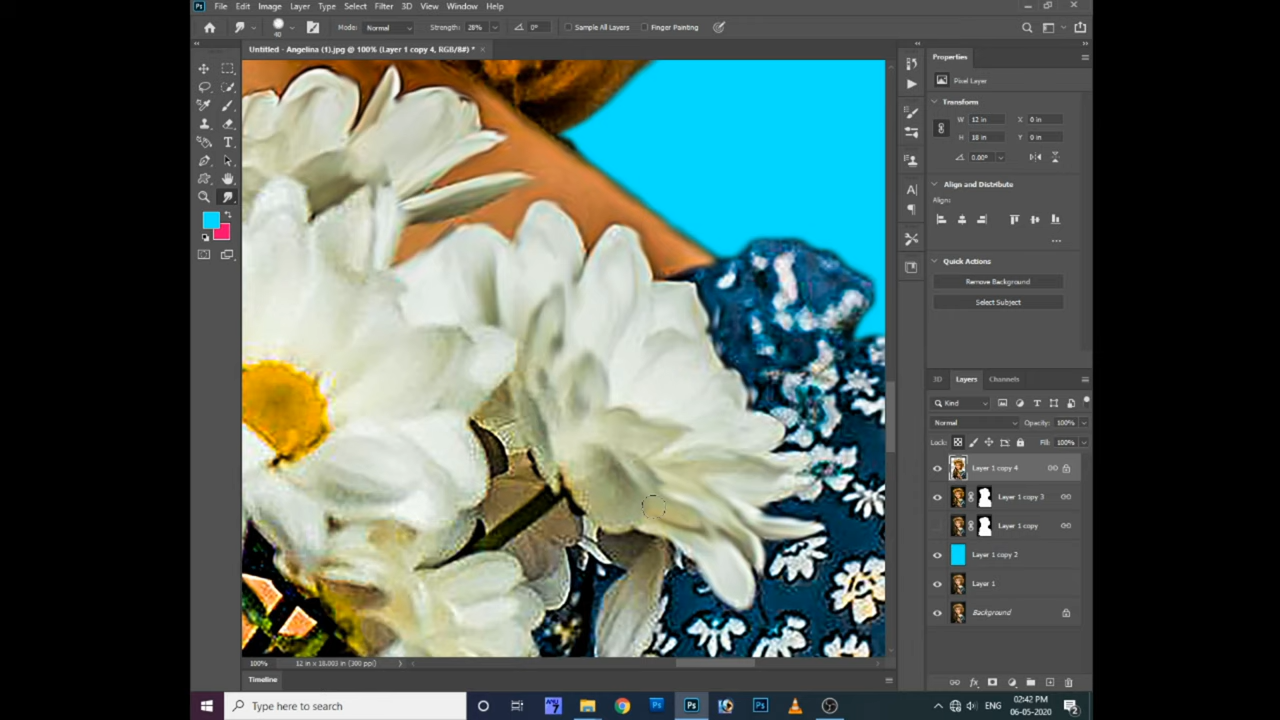 File Edit Image Layer Type Select Filter 3D View Window Help
40 Mode: Normal Strength: 28% 0° Sample All Layers Finger Painting
Untitled - Angelina (1).jpg @ 100% (Layer 1 copy 4, RGB/8#) *
Properties
Pixel Layer
Transform
W 12 in X 0 in
H 18 in Y 0 in
0.00°
Align and Distribute
Align:
Quick Actions
Remove Background
Select Subject
3D Layers Channels
Kind
Normal Opacity: 100%
Lock: Fill: 100%
Layer 1 copy 4
Layer 1 copy 3
Layer 1 copy
Layer 1 copy 2
Layer 1
Background
100% 12 in x 18.003 in (300 ppi)
Timeline
Type here to search
ENG
02:42 PM
06-05-2020
2